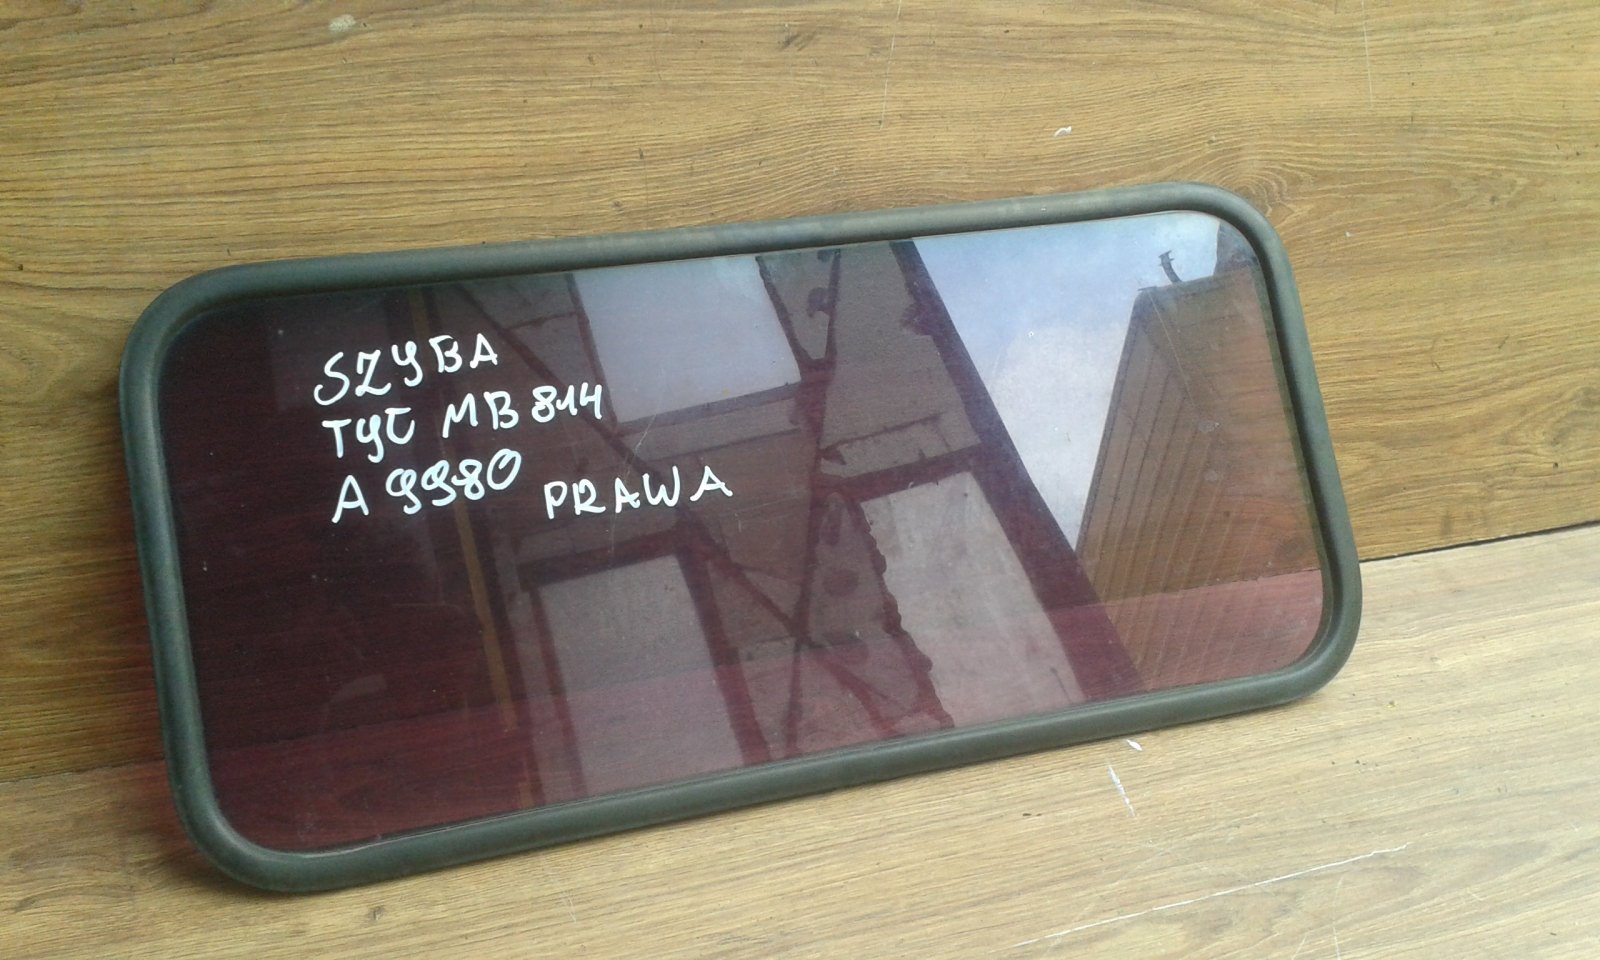 SZYBA
TYŁ MB 814
A 9980 PRAWA